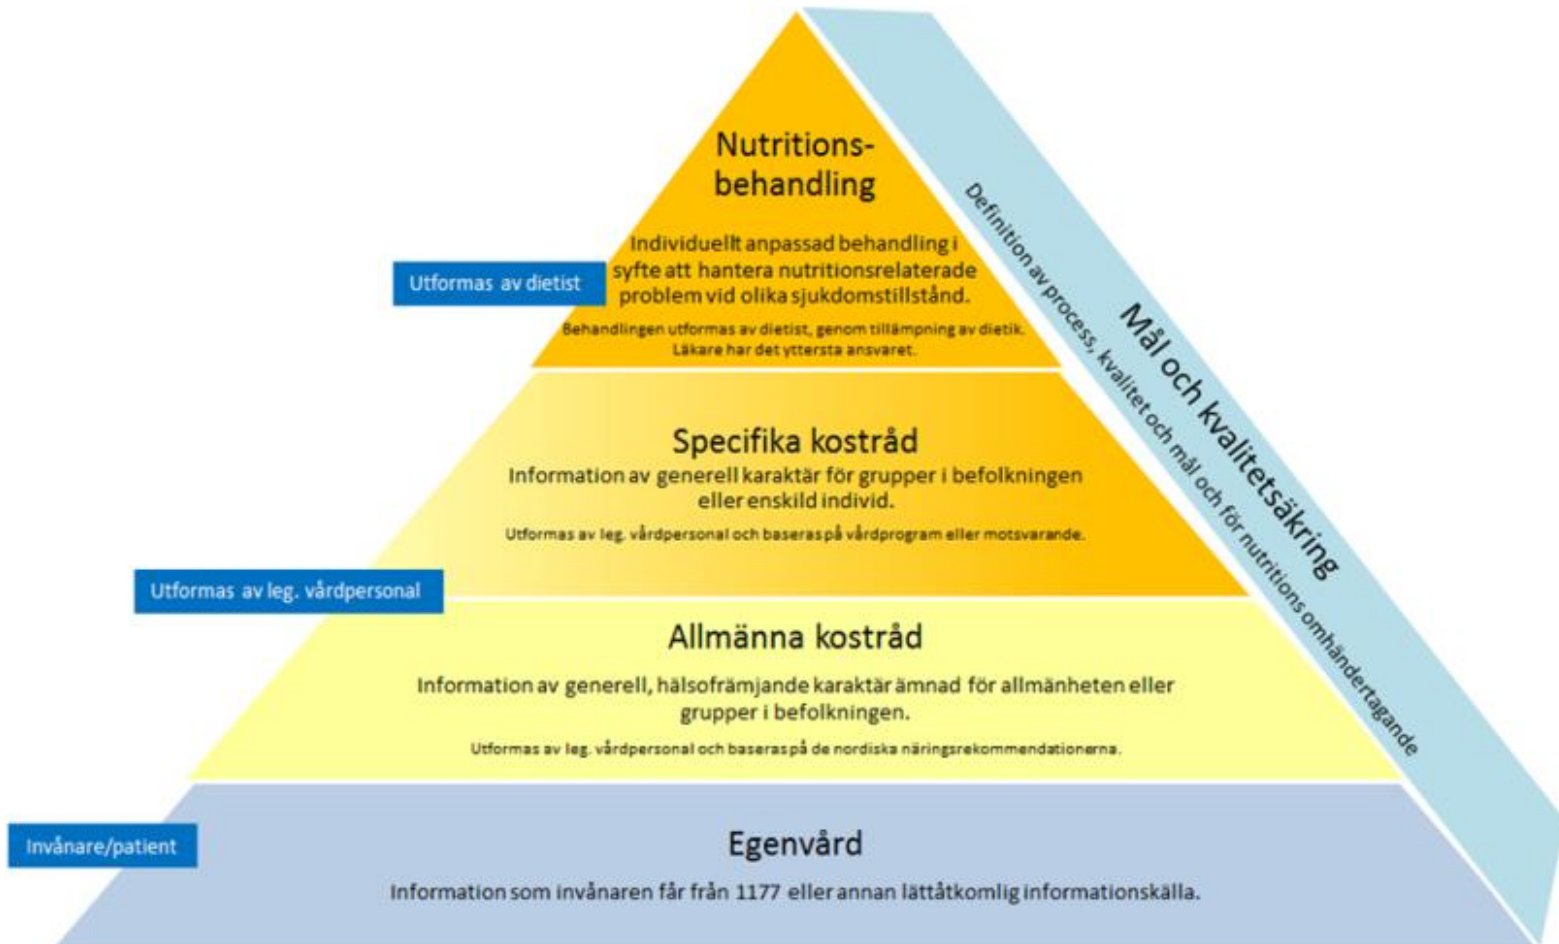 Nutritions-
behandling
Individuellt anpassad behandling i
syfte att hantera nutritionsrelaterade
problem vid olika sjukdomstillstånd.
Behandlingen utformas av dietist, genom tillämpning av dietik.
Läkare har det yttersta ansvaret.
Utformas av dietist
Specifika kostråd
Information av generell karaktär för grupper i befolkningen
eller enskild individ.
Utformas av leg. vårdpersonal och baseras på vårdprogram eller motsvarande.
Utformas av leg. vårdpersonal
Allmänna kostråd
Information av generell, hälsofrämjande karaktär ämnad för allmänheten eller
grupper i befolkningen.
Utformas av leg. vårdpersonal och baseras på de nordiska näringsrekommendationerna.
Invånare/patient
Egenvård
Information som invånaren får från 1177 eller annan lättåtkomlig informationskälla.
Mål och kvalitetsäkring
Definition av process, kvalitet och mål och för nutritions omhändertagande